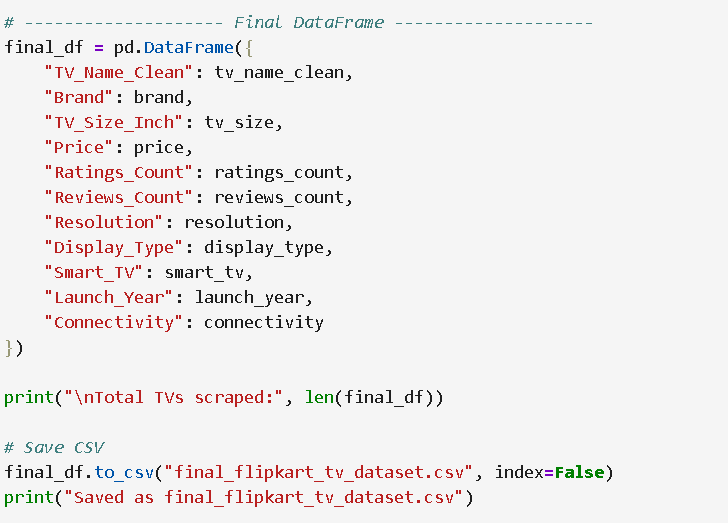 # -------------------- Final DataFrame --------------------
final_df = pd.DataFrame({
    "TV_Name_Clean": tv_name_clean,
    "Brand": brand,
    "TV_Size_Inch": tv_size,
    "Price": price,
    "Ratings_Count": ratings_count,
    "Reviews_Count": reviews_count,
    "Resolution": resolution,
    "Display_Type": display_type,
    "Smart_TV": smart_tv,
    "Launch_Year": launch_year,
    "Connectivity": connectivity
})
print("\nTotal TVs scraped:", len(final_df))
# Save CSV
final_df.to_csv("final_flipkart_tv_dataset.csv", index=False)
print("Saved as final_flipkart_tv_dataset.csv")